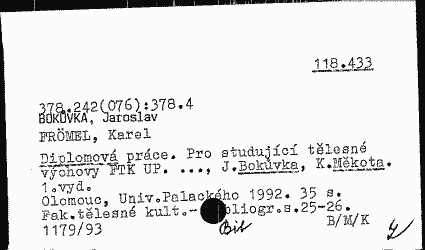 118.433
378.242(076):378.4
BOKŮVKA, Jaroslav
FRÖMEL, Karel
Diplomová práce. Pro studující tělesné
výchovy FTK UP. ..., J.Bokůvka, K.Měkota.
1.vyd.
Olomouc, Univ.Palackého 1992. 35 s.
Fak.tělesné kult.- bliogr.s.25-26.
1179/93 B/M/K